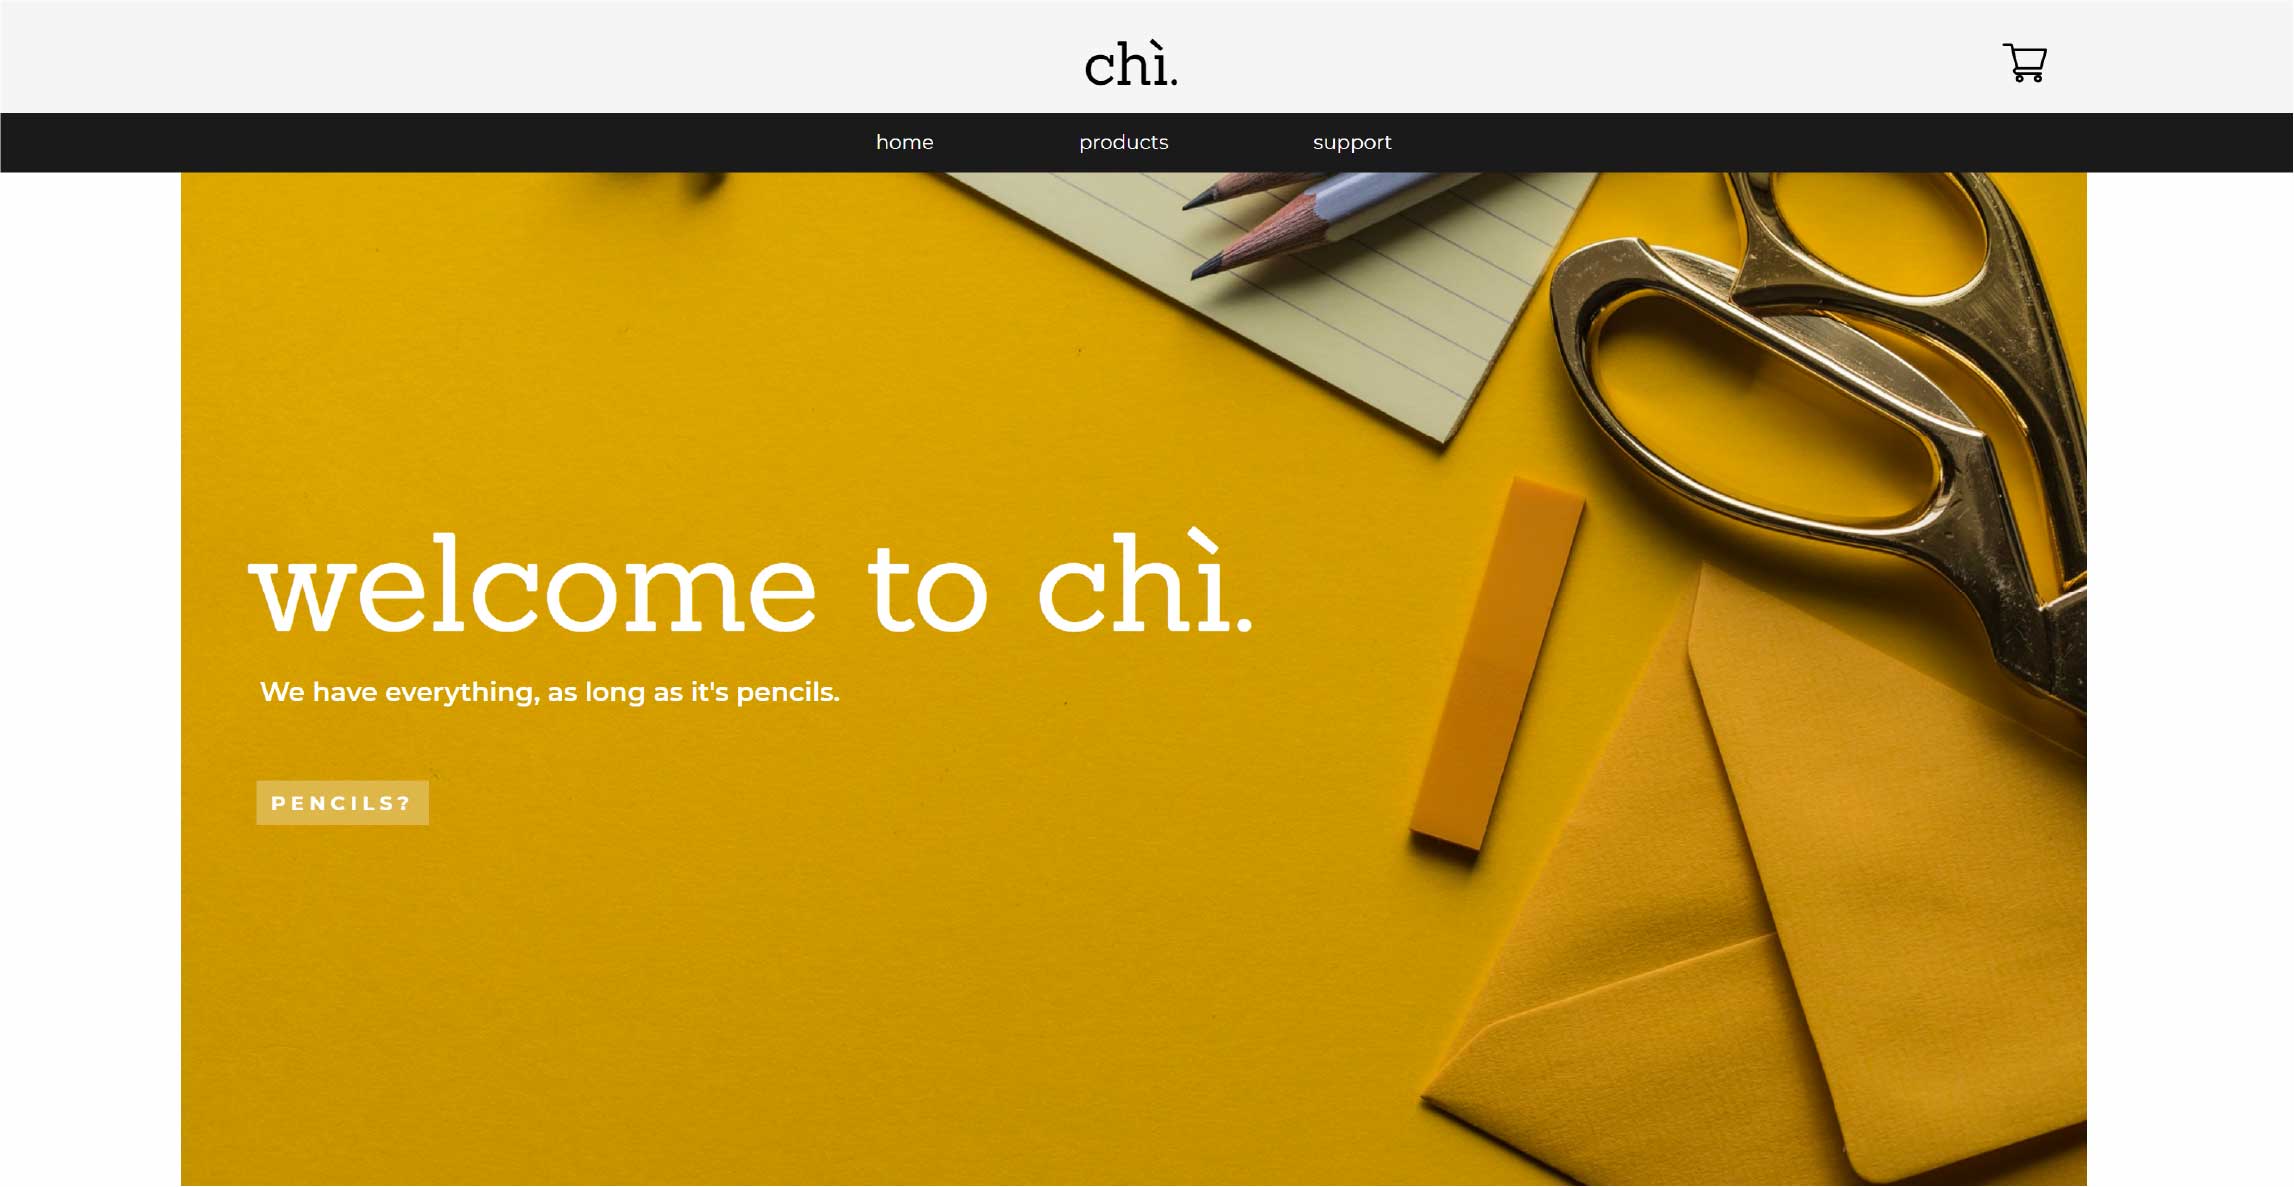 chì.
home products support
welcome to chì.
We have everything, as long as it's pencils.
PENCILS?